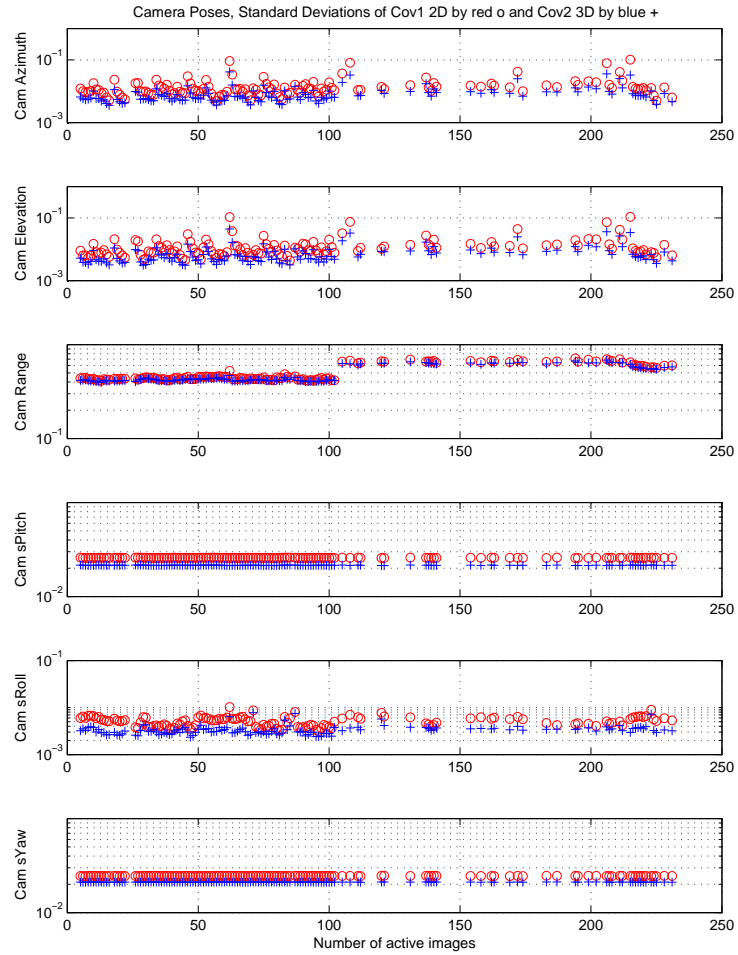 Camera Poses, Standard Deviations of Cov1 2D by red o and Cov2 3D by blue +
Cam Azimuth
10^-1
10^-3
0 50 100 150 200 250
Cam Elevation
10^-1
10^-3
0 50 100 150 200 250
Cam Range
10^-1
0 50 100 150 200 250
Cam sPitch
10^-2
0 50 100 150 200 250
Cam sRoll
10^-1
10^-3
0 50 100 150 200 250
Cam sYaw
10^-2
0 50 100 150 200 250
Number of active images